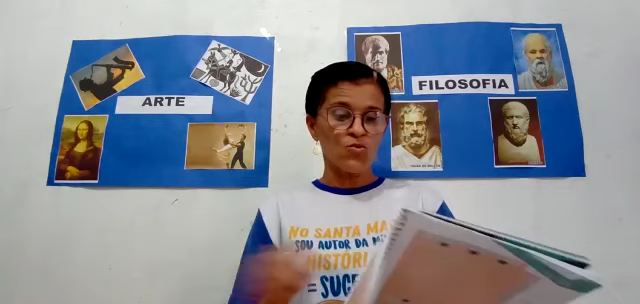 ARTE
FILOSOFIA
NO SANTA MA
SOU AUTOR DA
HISTÓRI
= SUCE